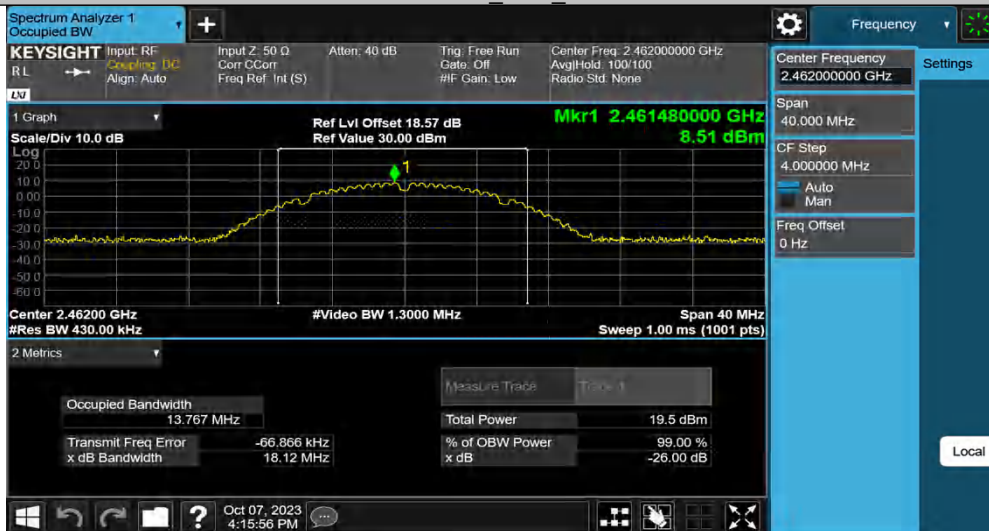 Spectrum Analyzer 1
Occupied BW
+
Frequency
KEYSIGHT
RL
LXI
Input: RF
Coupling: DC
Align: Auto
Input Z: 50 Ω
Corr CCorr
Freq Ref: Int (S)
Atten: 40 dB
Trig: Free Run
Gate: Off
#IF Gain: Low
Center Freq: 2.462000000 GHz
Avg|Hold: 100/100
Radio Std: None
Center Frequency
2.462000000 GHz
Settings
Span
40.000 MHz
CF Step
4.000000 MHz
Auto
Man
Freq Offset
0 Hz
Local
1 Graph
Scale/Div 10.0 dB
Ref Lvl Offset 18.57 dB
Ref Value 30.00 dBm
Mkr1 2.461480000 GHz
8.51 dBm
Log
20.0
10.0
0.00
-10.0
-20.0
-30.0
-40.0
-50.0
-60.0
1
Center 2.46200 GHz
#Video BW 1.3000 MHz
Span 40 MHz
#Res BW 430.00 kHz
Sweep 1.00 ms (1001 pts)
2 Metrics
Measure Trace
Trace 1
Occupied Bandwidth
13.767 MHz
Total Power
19.5 dBm
Transmit Freq Error
-66.866 kHz
% of OBW Power
99.00 %
x dB Bandwidth
18.12 MHz
x dB
-26.00 dB
?
Oct 07, 2023
4:15:56 PM